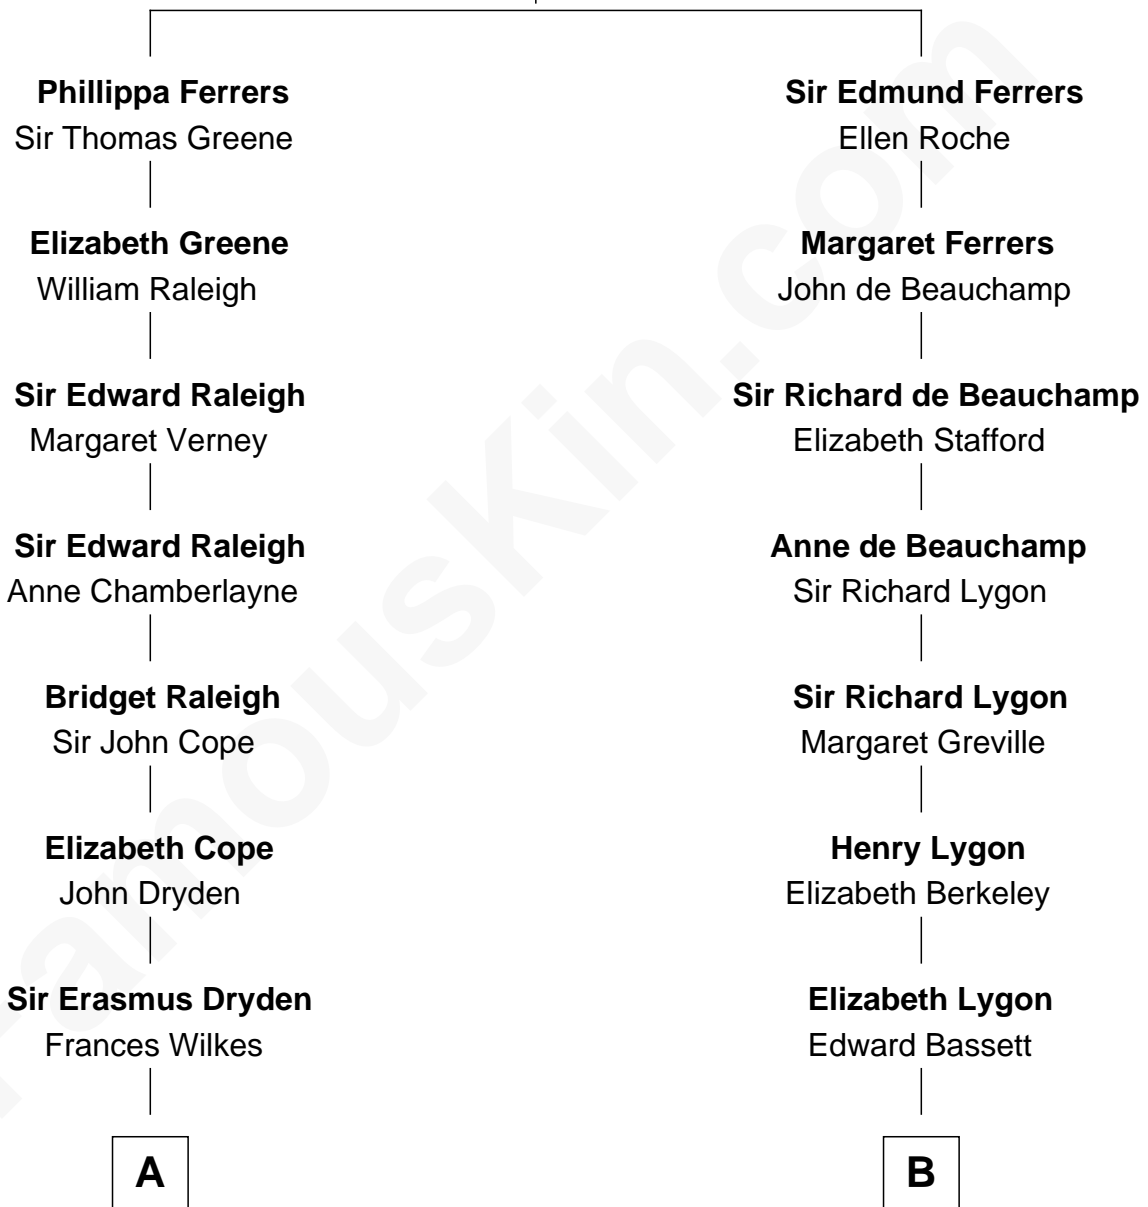 Phillippa Ferrers
Sir Thomas Greene
Elizabeth Greene
William Raleigh
Sir Edward Raleigh
Margaret Verney
Sir Edward Raleigh
Anne Chamberlayne
Bridget Raleigh
Sir John Cope
Elizabeth Cope
John Dryden
Sir Erasmus Dryden
Frances Wilkes
A
Sir Edmund Ferrers
Ellen Roche
Margaret Ferrers
John de Beauchamp
Sir Richard de Beauchamp
Elizabeth Stafford
Anne de Beauchamp
Sir Richard Lygon
Sir Richard Lygon
Margaret Greville
Henry Lygon
Elizabeth Berkeley
Elizabeth Lygon
Edward Bassett
B
FamousKin.com